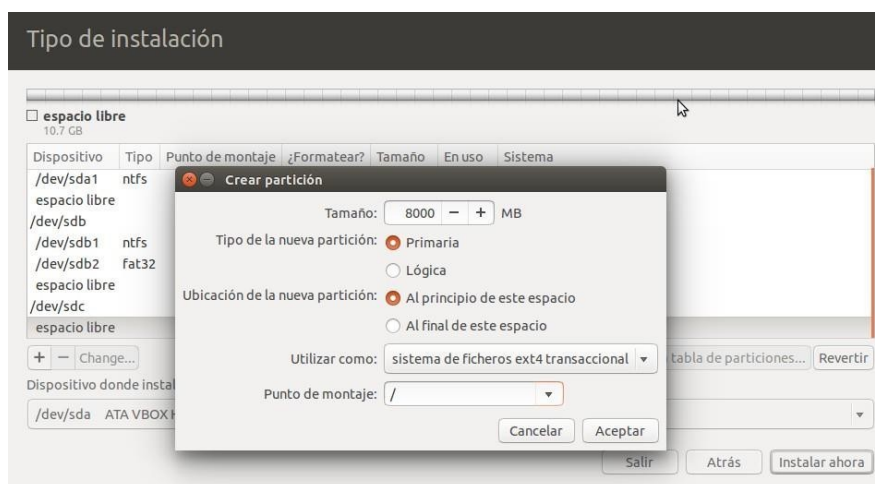 Tipo de instalación
espacio libre
10.7 GB
Dispositivo Tipo Punto de montaje ¿Formatear? Tamaño En uso Sistema
/dev/sda1 ntfs
espacio libre
/dev/sdb
/dev/sdb1 ntfs
/dev/sdb2 fat32
espacio libre
/dev/sdc
espacio libre
Crear partición
Tamaño: 8000 − + MB
Tipo de la nueva partición: Primaria
Lógica
Ubicación de la nueva partición: Al principio de este espacio
Al final de este espacio
Utilizar como: sistema de ficheros ext4 transaccional
Punto de montaje: /
Cancelar Aceptar
+ − Change... tabla de particiones... Revertir
Dispositivo donde
/dev/sda ATA VBOX
Salir Atrás Instalar ahora